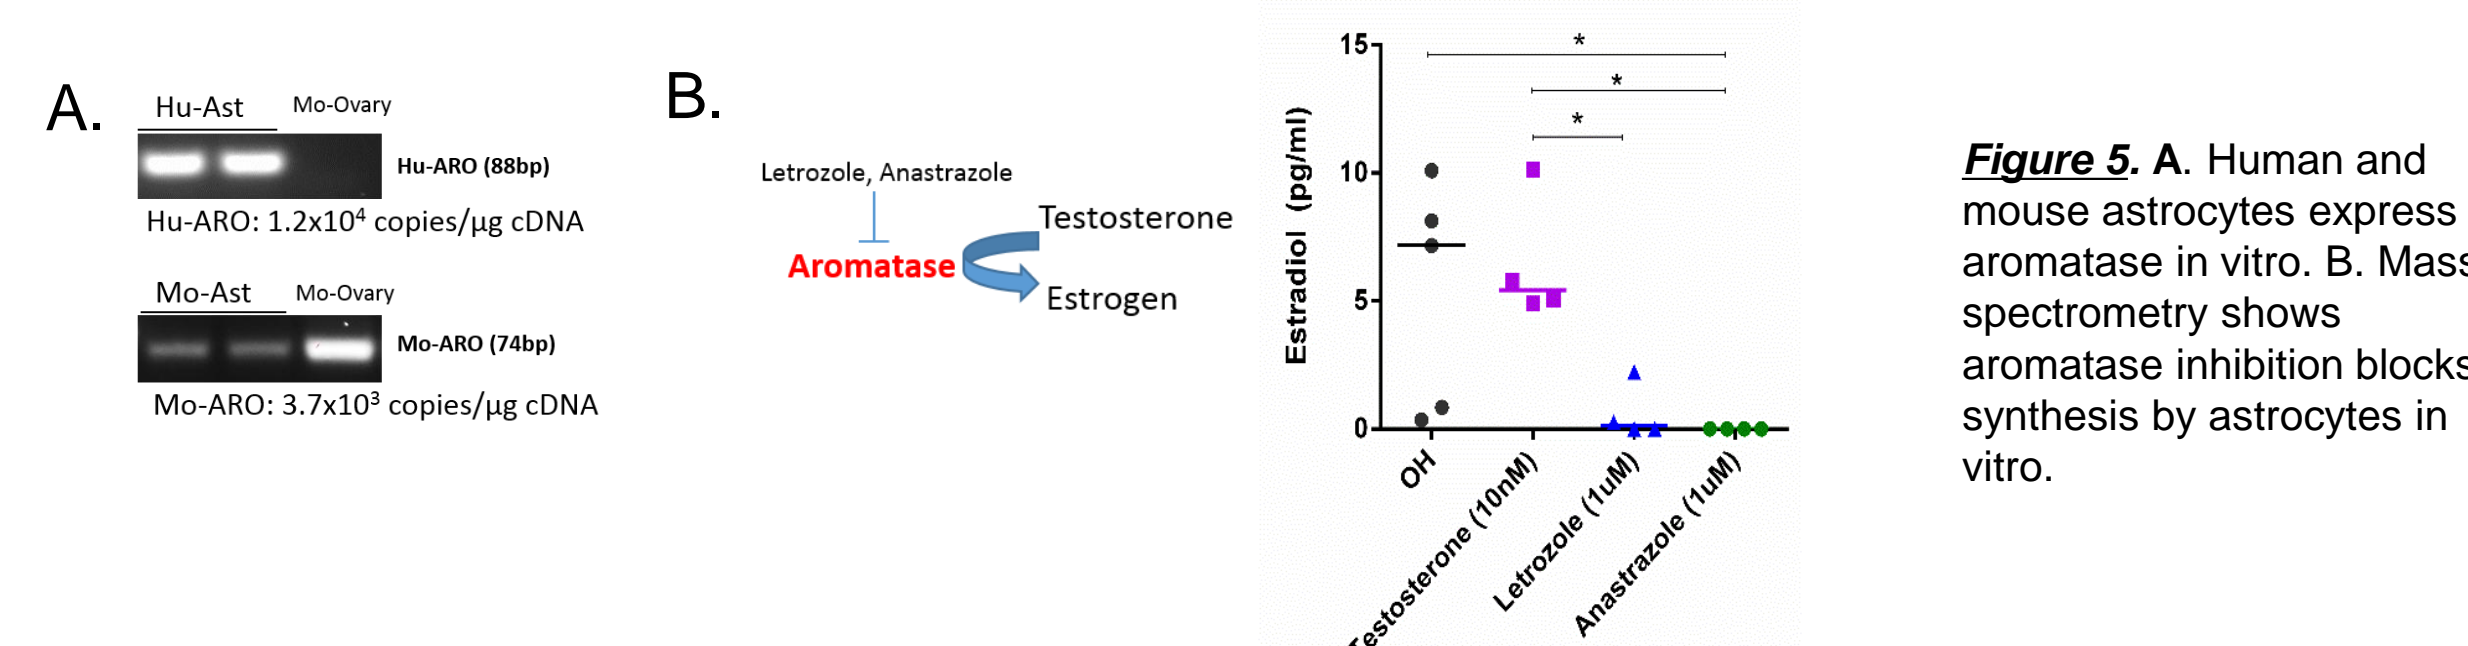 A.
Hu-Ast Mo-Ovary
Hu-ARO (88bp)
Hu-ARO: 1.2x10⁴ copies/µg cDNA
Mo-Ast Mo-Ovary
Mo-ARO (74bp)
Mo-ARO: 3.7x10³ copies/µg cDNA
B.
Letrozole, Anastrazole
Testosterone
Aromatase
Estrogen
Estradiol (pg/ml)
15
10
5
0
*
*
*
OH
Testosterone (10nM)
Letrozole (1uM)
Anastrazole (1uM)
Figure 5. A. Human and
mouse astrocytes express
aromatase in vitro. B. Mass
spectrometry shows
aromatase inhibition blocks
synthesis by astrocytes in
vitro.